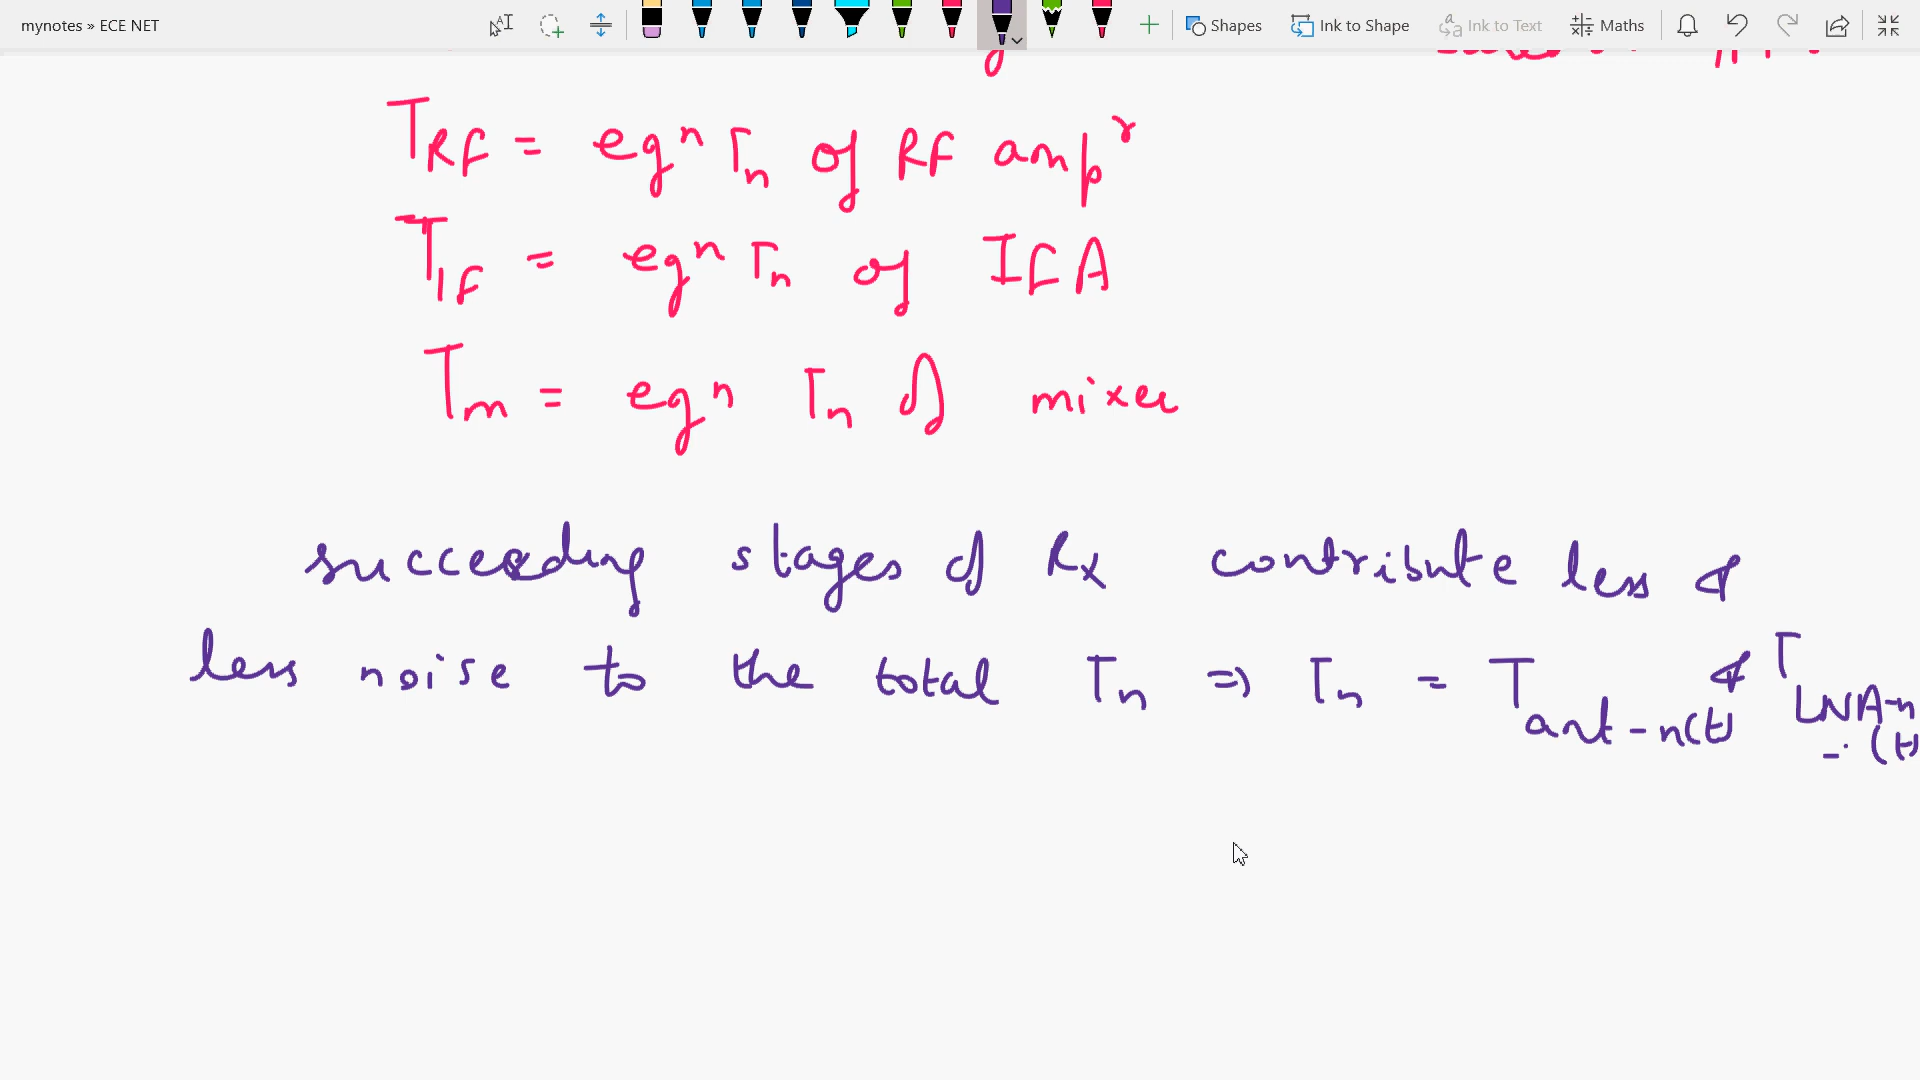 mynotes » ECE NET Shapes Ink to Shape Ink to Text Maths
T_RF = eqⁿ Tn of RF ampʳ
T_IF = eqⁿ Tn of IFA
Tm = eqⁿ Tn of mixer
succeeding stages of Rx contribute less &
less noise to the total Tn => Tn = T_ant-n(t) & T_LNA-n(t)